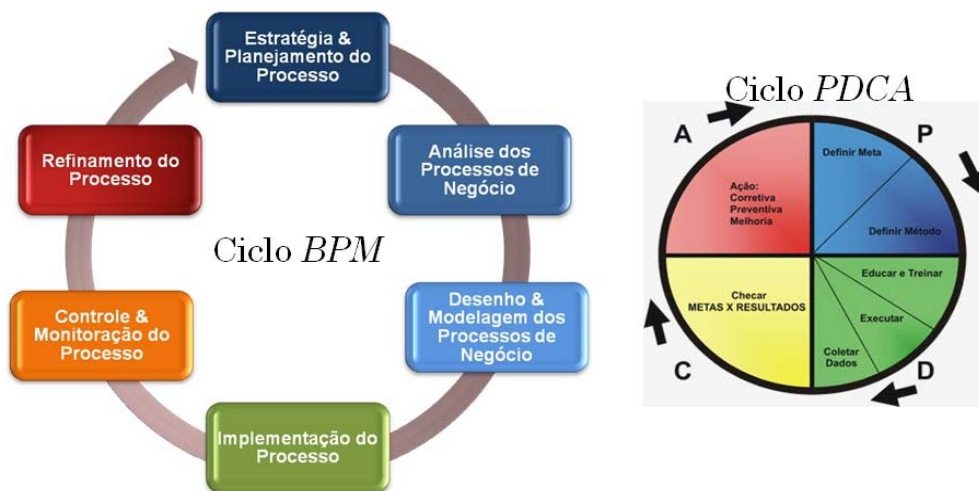 Estratégia &
Planejamento do
Processo
Análise dos
Processos de
Negócio
Desenho &
Modelagem dos
Processos de
Negócio
Implementação do
Processo
Controle &
Monitoração do
Processo
Refinamento do
Processo
Ciclo BPM
Ciclo PDCA
A
P
Definir Meta
Definir Método
Ação:
Corretiva
Preventiva
Melhoria
Educar e Treinar
Executar
Coletar
Dados
Checar
METAS X RESULTADOS
C
D